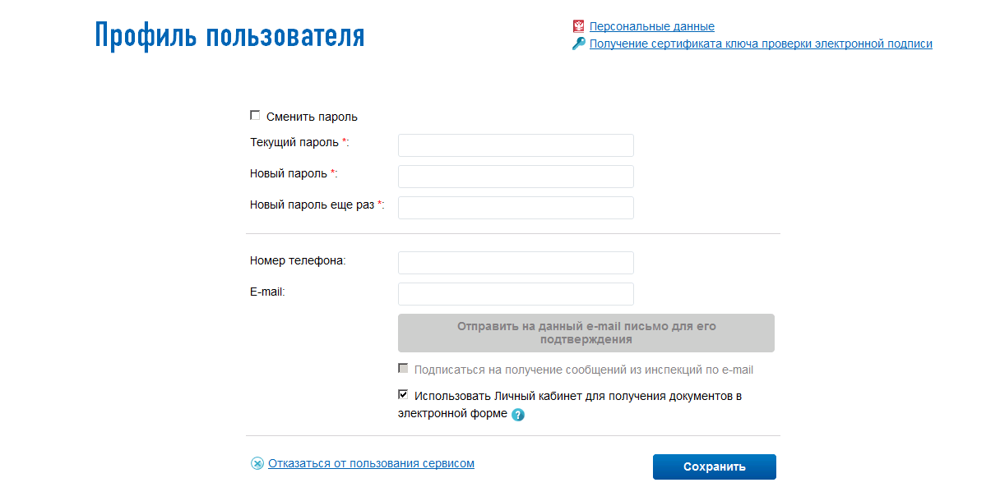 Профиль пользователя
Персональные данные
Получение сертификата ключа проверки электронной подписи
Сменить пароль
Текущий пароль *:
Новый пароль *:
Новый пароль еще раз *:
Номер телефона:
E-mail:
Отправить на данный e-mail письмо для его
подтверждения
Подписаться на получение сообщений из инспекций по e-mail
Использовать Личный кабинет для получения документов в
электронной форме ?
Отказаться от пользования сервисом
Сохранить